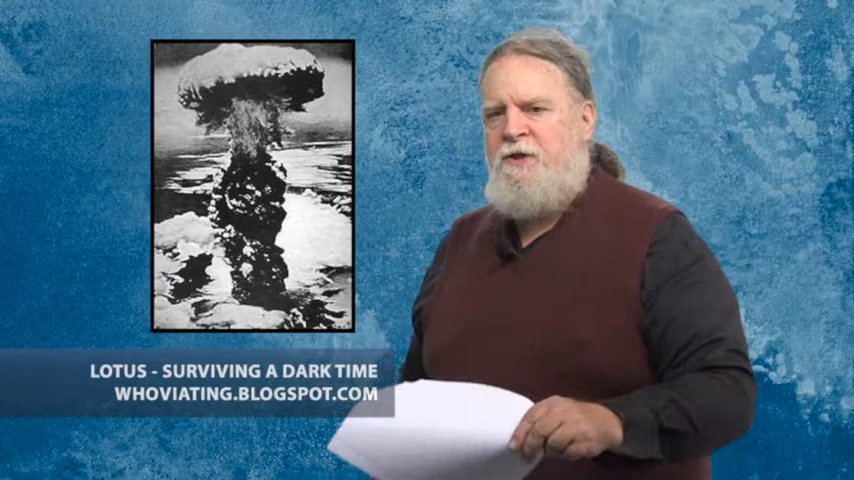 LOTUS - SURVIVING A DARK TIME
WHOVIATING.BLOGSPOT.COM